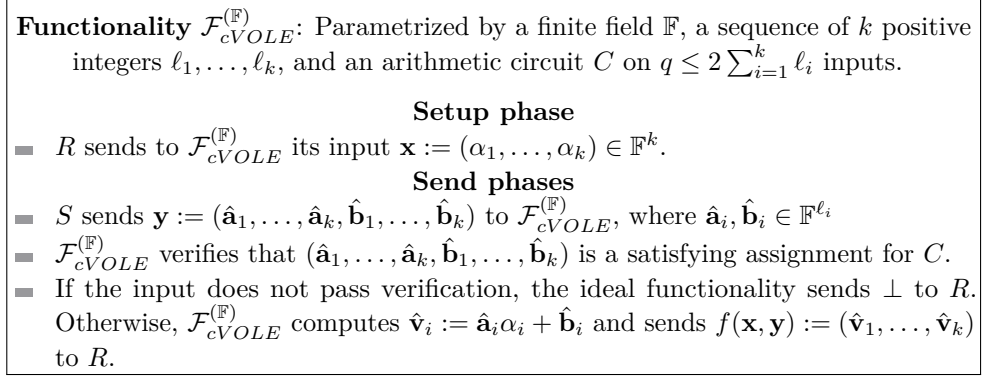 Functionality $\mathcal{F}_{cVOLE}^{(\mathbb{F})}$: Parametrized by a finite field $\mathbb{F}$, a sequence of $k$ positive
integers $\ell_1, \ldots, \ell_k$, and an arithmetic circuit $C$ on $q \leq 2 \sum_{i=1}^{k} \ell_i$ inputs.
Setup phase
$R$ sends to $\mathcal{F}_{cVOLE}^{(\mathbb{F})}$ its input $\mathbf{x} := (\alpha_1, \ldots, \alpha_k) \in \mathbb{F}^k$.
Send phases
$S$ sends $\mathbf{y} := (\hat{\mathbf{a}}_1, \ldots, \hat{\mathbf{a}}_k, \hat{\mathbf{b}}_1, \ldots, \hat{\mathbf{b}}_k)$ to $\mathcal{F}_{cVOLE}^{(\mathbb{F})}$, where $\hat{\mathbf{a}}_i, \hat{\mathbf{b}}_i \in \mathbb{F}^{\ell_i}$
$\mathcal{F}_{cVOLE}^{(\mathbb{F})}$ verifies that $(\hat{\mathbf{a}}_1, \ldots, \hat{\mathbf{a}}_k, \hat{\mathbf{b}}_1, \ldots, \hat{\mathbf{b}}_k)$ is a satisfying assignment for $C$.
If the input does not pass verification, the ideal functionality sends $\perp$ to $R$.
Otherwise, $\mathcal{F}_{cVOLE}^{(\mathbb{F})}$ computes $\hat{\mathbf{v}}_i := \hat{\mathbf{a}}_i \alpha_i + \hat{\mathbf{b}}_i$ and sends $f(\mathbf{x}, \mathbf{y}) := (\hat{\mathbf{v}}_1, \ldots, \hat{\mathbf{v}}_k)$
to $R$.